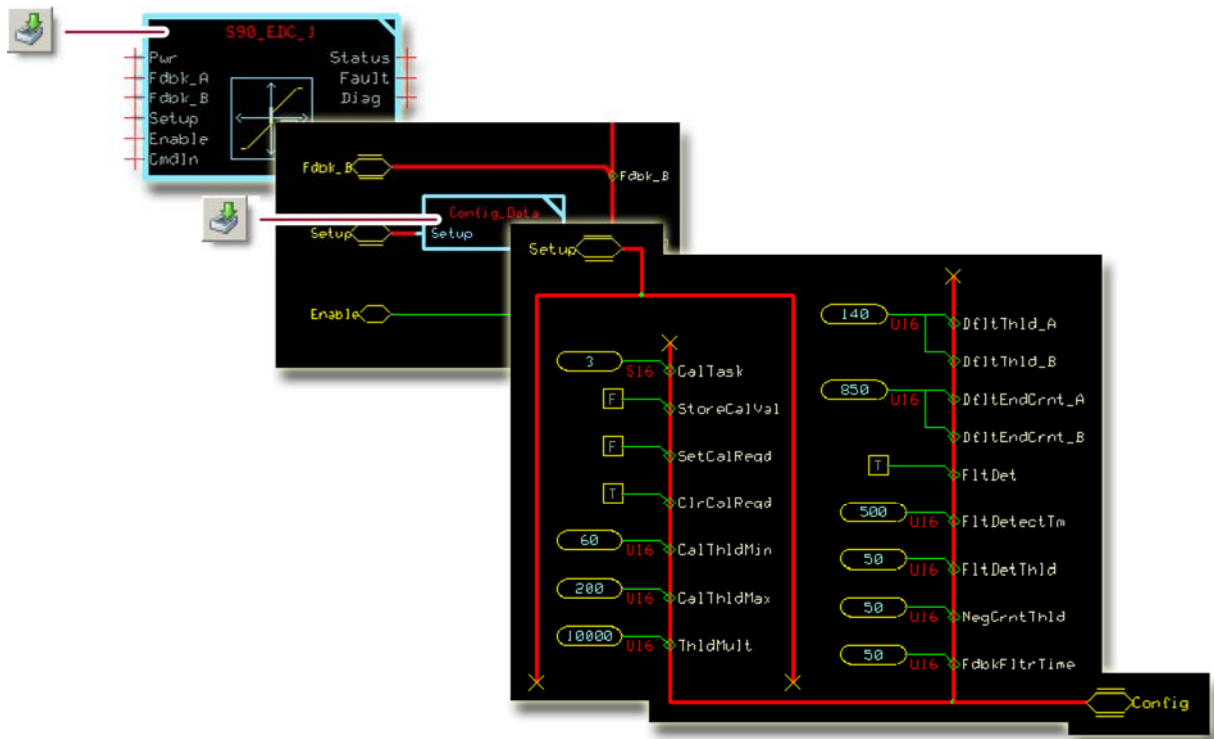 S90_EDC_1
Pwr
Fdbk_A
Fdbk_B
Setup
Enable
CmdIn
Status
Fault
Diag
Fdbk_B
Fdbk_B
Config_Data
Setup
Setup
Enable
Setup
3
S16
CalTask
F
StoreCalVal
F
SetCalReqd
T
ClrCalReqd
60
U16
CalThldMin
200
U16
CalThldMax
10000
U16
ThldMult
140
U16
DfltThld_A
DfltThld_B
850
U16
DfltEndCrnt_A
DfltEndCrnt_B
T
FltDet
500
U16
FltDetectTm
50
U16
FltDetThld
50
U16
NegCrntThld
50
U16
FdbkFltrTime
Config